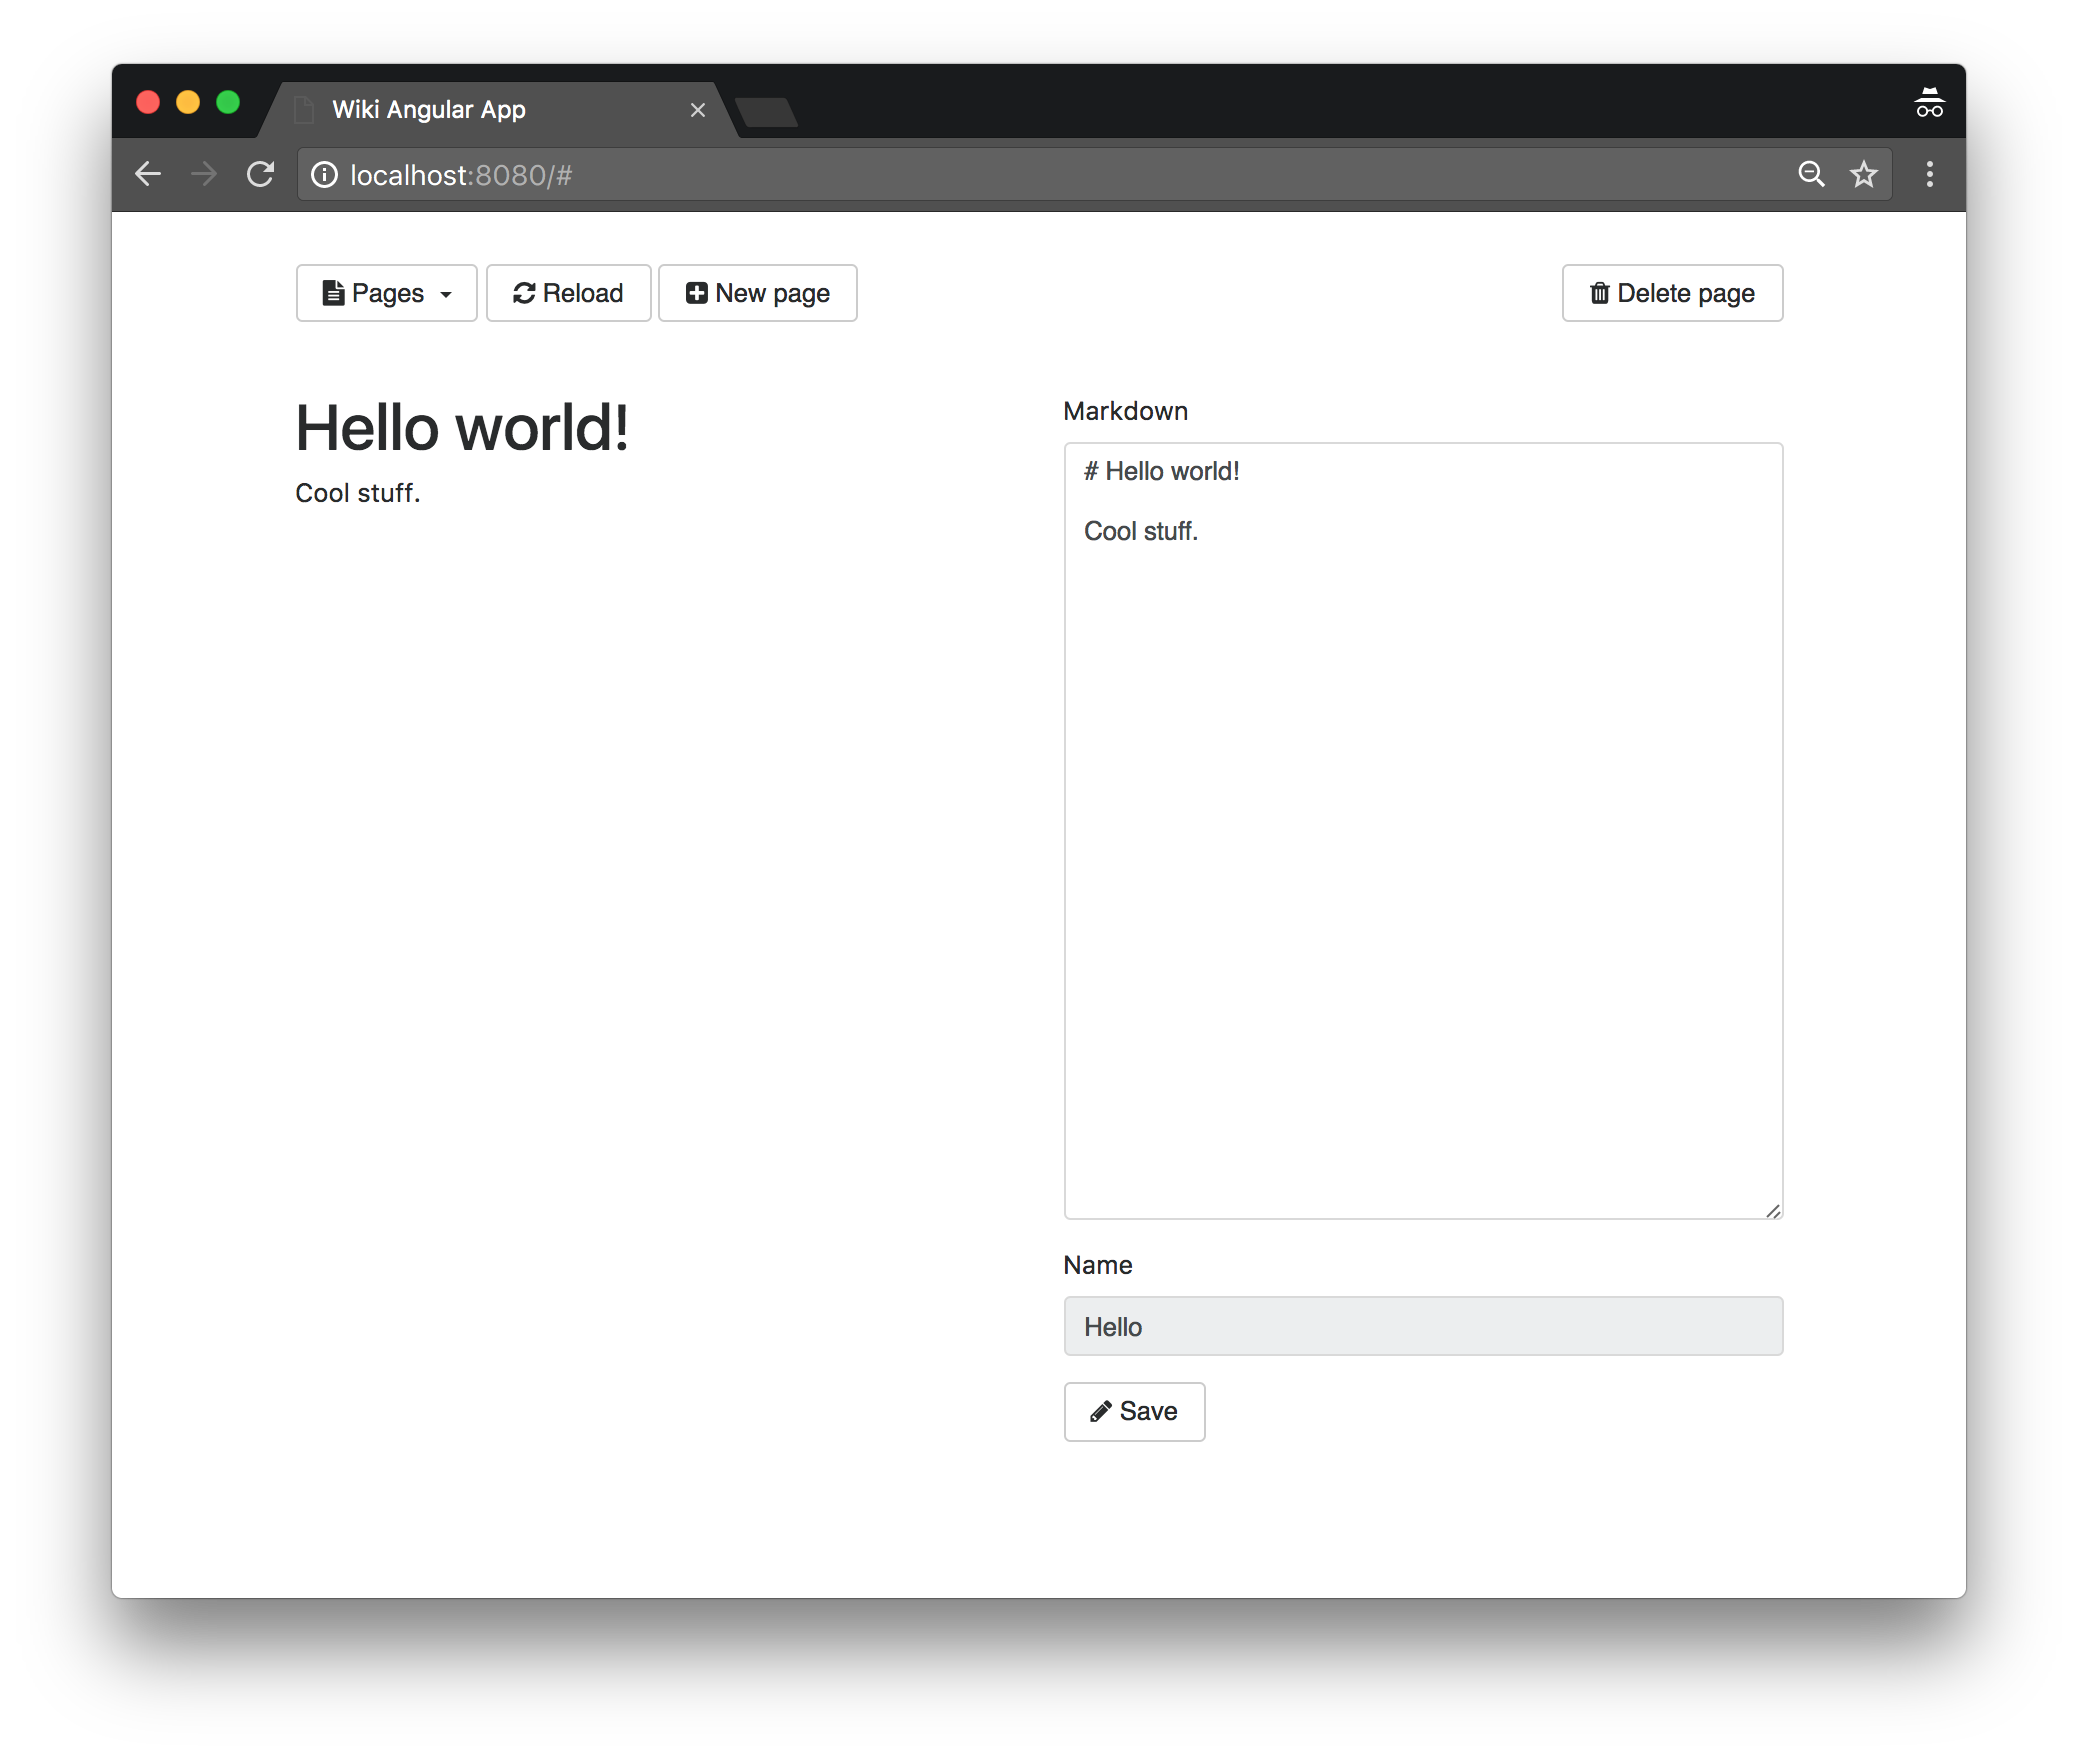 Wiki Angular App
localhost:8080/#
Pages Reload New page Delete page
Hello world!
Cool stuff.
Markdown
# Hello world!
Cool stuff.
Name
Hello
Save